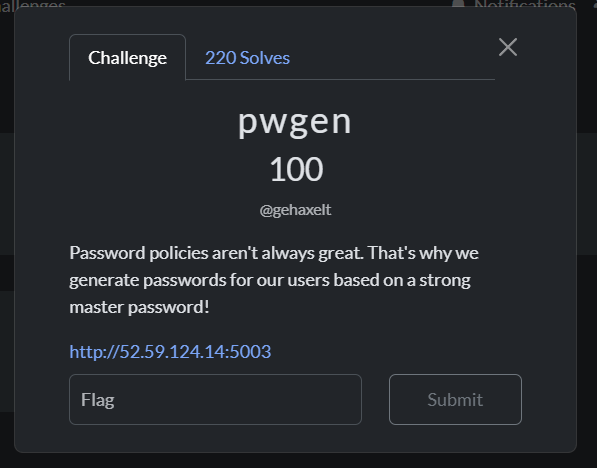 Notifications
Challenge
220 Solves
pwgen
100
@gehaxelt
Password policies aren't always great. That's why we
generate passwords for our users based on a strong
master password!
http://52.59.124.14:5003
Flag
Submit